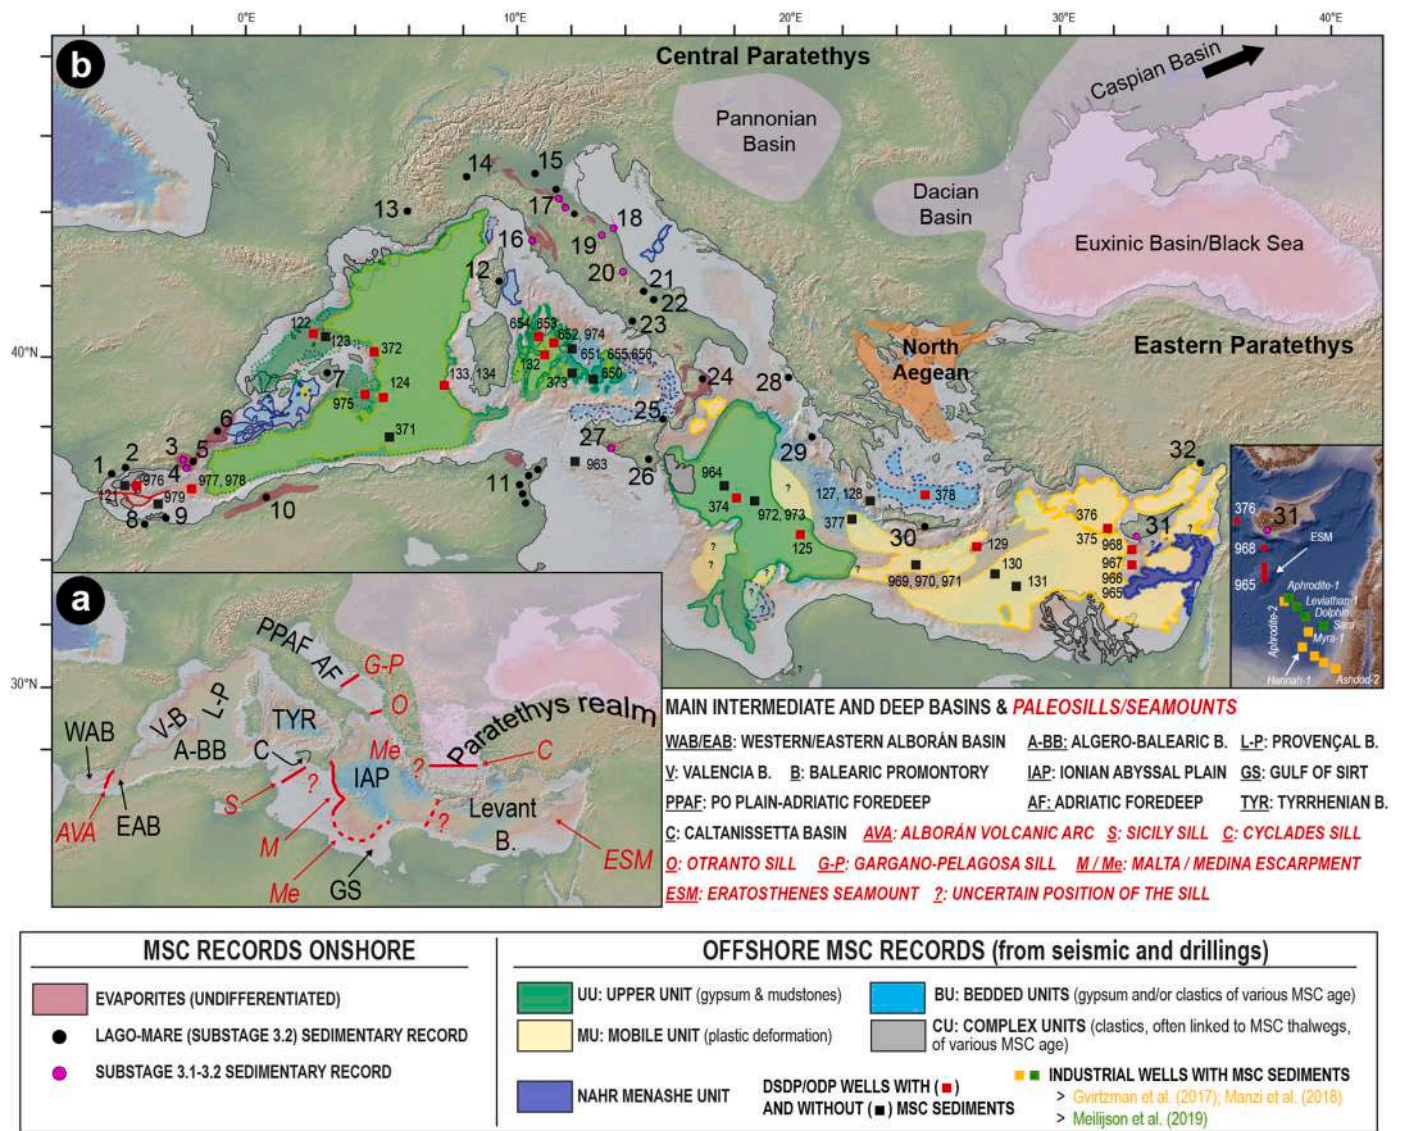 0°E 10°E 20°E 30°E 40°E
b
Central Paratethys
Caspian Basin
Pannonian
Basin
Dacian
Basin
Euxinic Basin/Black Sea
14
15
13
17
18
16
19
20
12
21
22
23
654, 653
652, 974
122
123
372
651, 655, 656
132
40°N
North
Aegean
Eastern Paratethys
7
124
133, 134
373
650
24
28
975
6
371
25
3
5
27
29
32
2
4
1
976
977, 978
963
26
964
127, 128
378
121
979
11
374
972, 973
377
376
31
8
9
10
125
30
129
375
968
967
966
965
130
969, 970, 971
131
?
?
?
?
?
?
?
?
376
31
968
ESM
965
Aphrodite-1
Leviathan-1
Dolphin
Sara
Aphrodite-2
Myra-1
Hannah-1
Ashdod-2
30°N
a
PPAF AF
G-P
O
V-B
L-P
TYR
Paratethys realm
WAB
A-BB
C
Me
?
C
?
IAP
S
Levant
B.
?
AVA
EAB
M
Me
GS
ESM
MAIN INTERMEDIATE AND DEEP BASINS & PALEOSILLS/SEAMOUNTS
WAB/EAB: WESTERN/EASTERN ALBORÁN BASIN A-BB: ALGERO-BALEARIC B. L-P: PROVENÇAL B.
V: VALENCIA B. B: BALEARIC PROMONTORY IAP: IONIAN ABYSSAL PLAIN GS: GULF OF SIRT
PPAF: PO PLAIN-ADRIATIC FOREDEEP AF: ADRIATIC FOREDEEP TYR: TYRRHENIAN B.
C: CALTANISSETTA BASIN AVA: ALBORÁN VOLCANIC ARC S: SICILY SILL C: CYCLADES SILL
O: OTRANTO SILL G-P: GARGANO-PELAGOSA SILL M / Me: MALTA / MEDINA ESCARPMENT
ESM: ERATOSTHENES SEAMOUNT ?: UNCERTAIN POSITION OF THE SILL
MSC RECORDS ONSHORE
EVAPORITES (UNDIFFERENTIATED)
LAGO-MARE (SUBSTAGE 3.2) SEDIMENTARY RECORD
SUBSTAGE 3.1-3.2 SEDIMENTARY RECORD
OFFSHORE MSC RECORDS (from seismic and drillings)
UU: UPPER UNIT (gypsum & mudstones)
BU: BEDDED UNITS (gypsum and/or clastics of various MSC age)
MU: MOBILE UNIT (plastic deformation)
CU: COMPLEX UNITS (clastics, often linked to MSC thalwegs,
of various MSC age)
NAHR MENASHE UNIT
DSDP/ODP WELLS WITH (■)
AND WITHOUT (■) MSC SEDIMENTS
INDUSTRIAL WELLS WITH MSC SEDIMENTS
> Gvirtzman et al. (2017); Manzi et al. (2018)
> Meilijson et al. (2019)